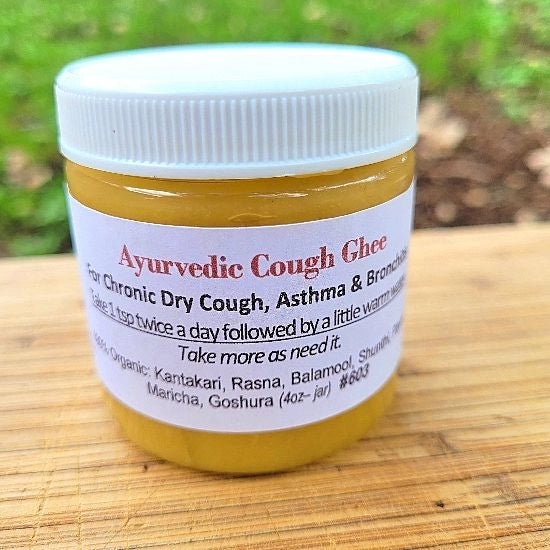 Ayurvedic Cough Ghee
For Chronic Dry Cough, Asthma & Bronchitis
Take 1 tsp twice a day followed by a little warm
Take more as need it.
Organic: Kantakari, Rasna, Balamool, Shunthi,
Maricha, Goshura (4oz– jar) #603